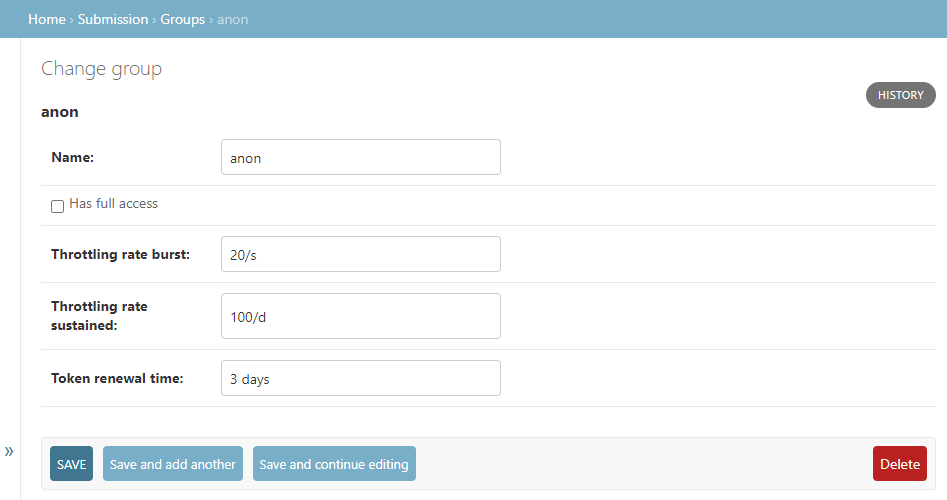 Home › Submission › Groups › anon
Change group
HISTORY
anon
Name:
anon
Has full access
Throttling rate burst:
20/s
Throttling rate
sustained:
100/d
Token renewal time:
3 days
»
SAVE
Save and add another
Save and continue editing
Delete